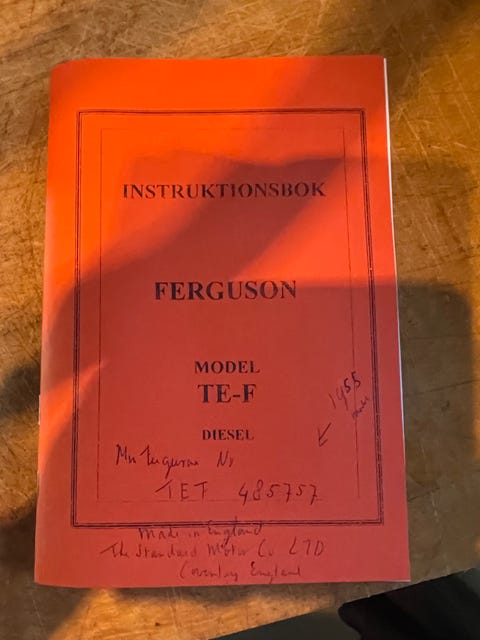 INSTRUKTIONSBOK
FERGUSON
MODEL
TE-F
DIESEL
1955
Ferguson Nr
TEF 485757
Made in England
The Standard Motor Co LTD
Coventry England